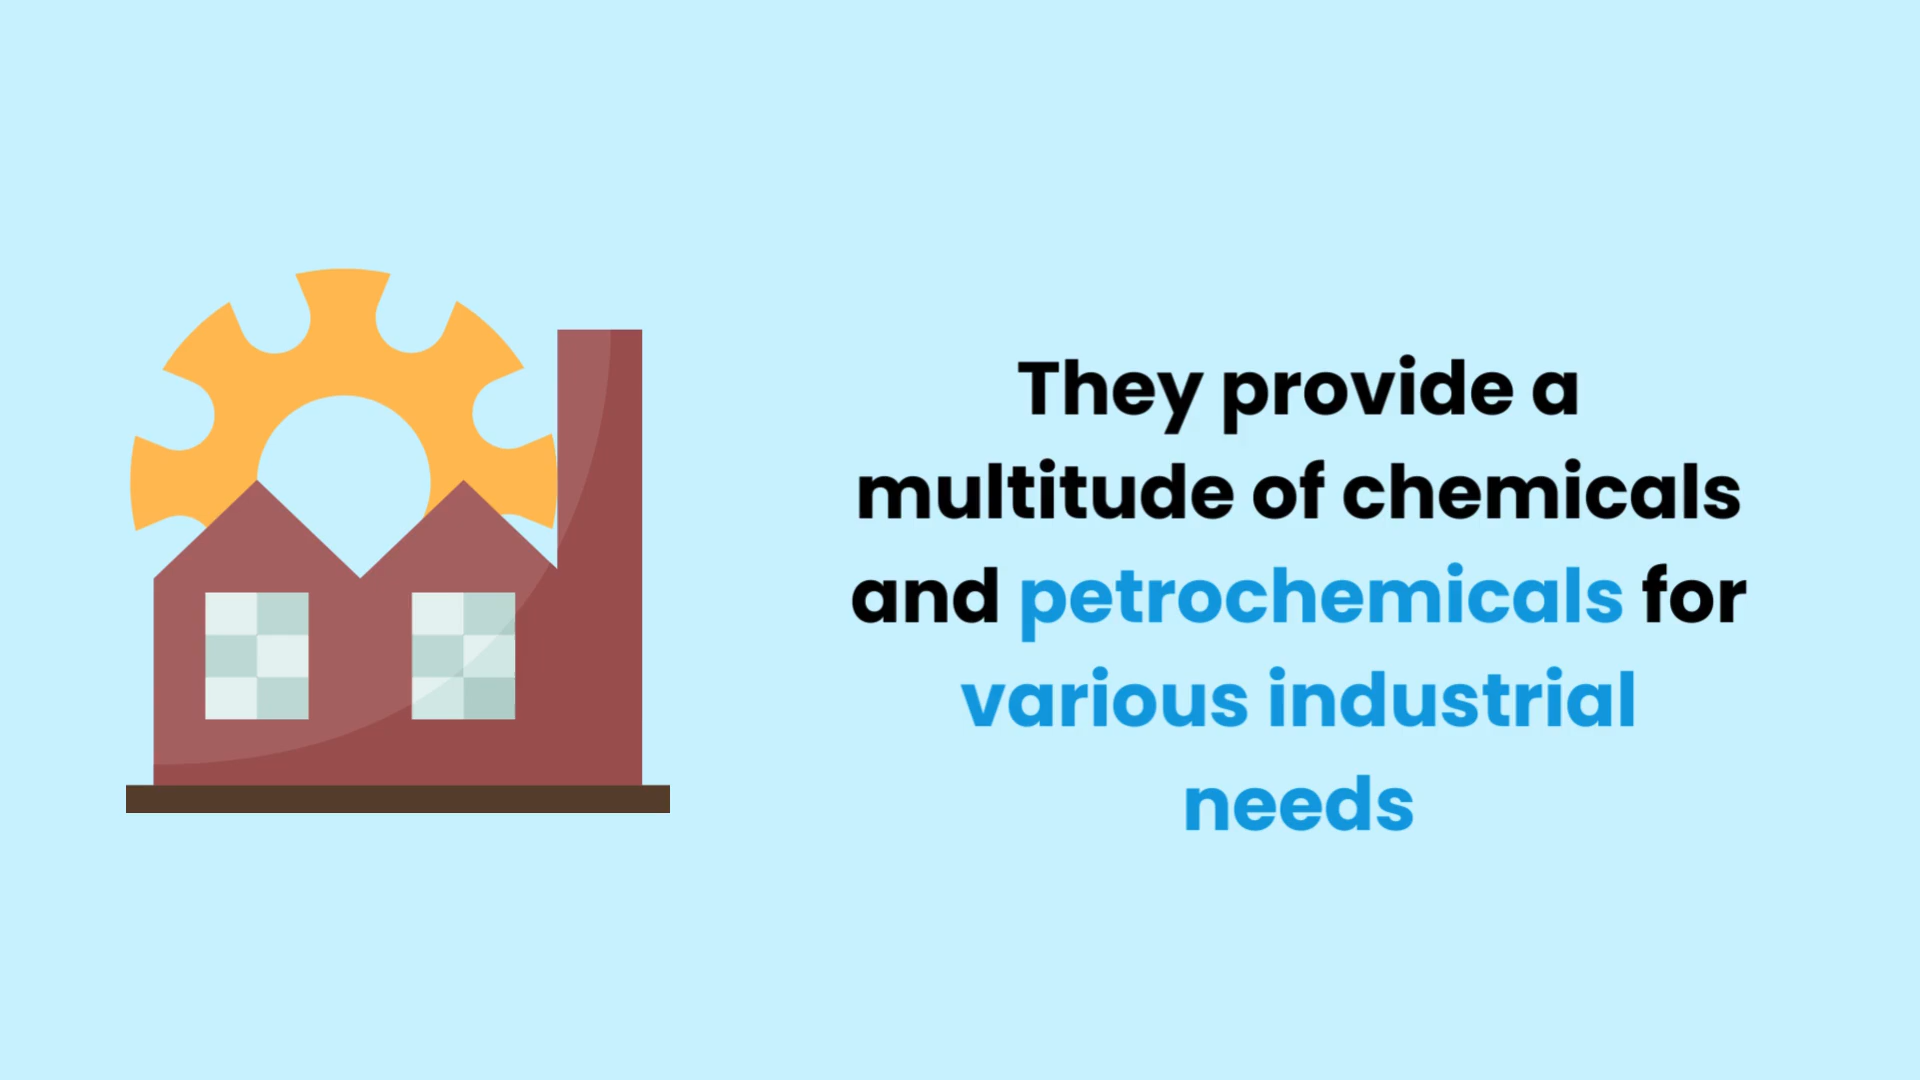 They provide a
multitude of chemicals
and petrochemicals for
various industrial
needs